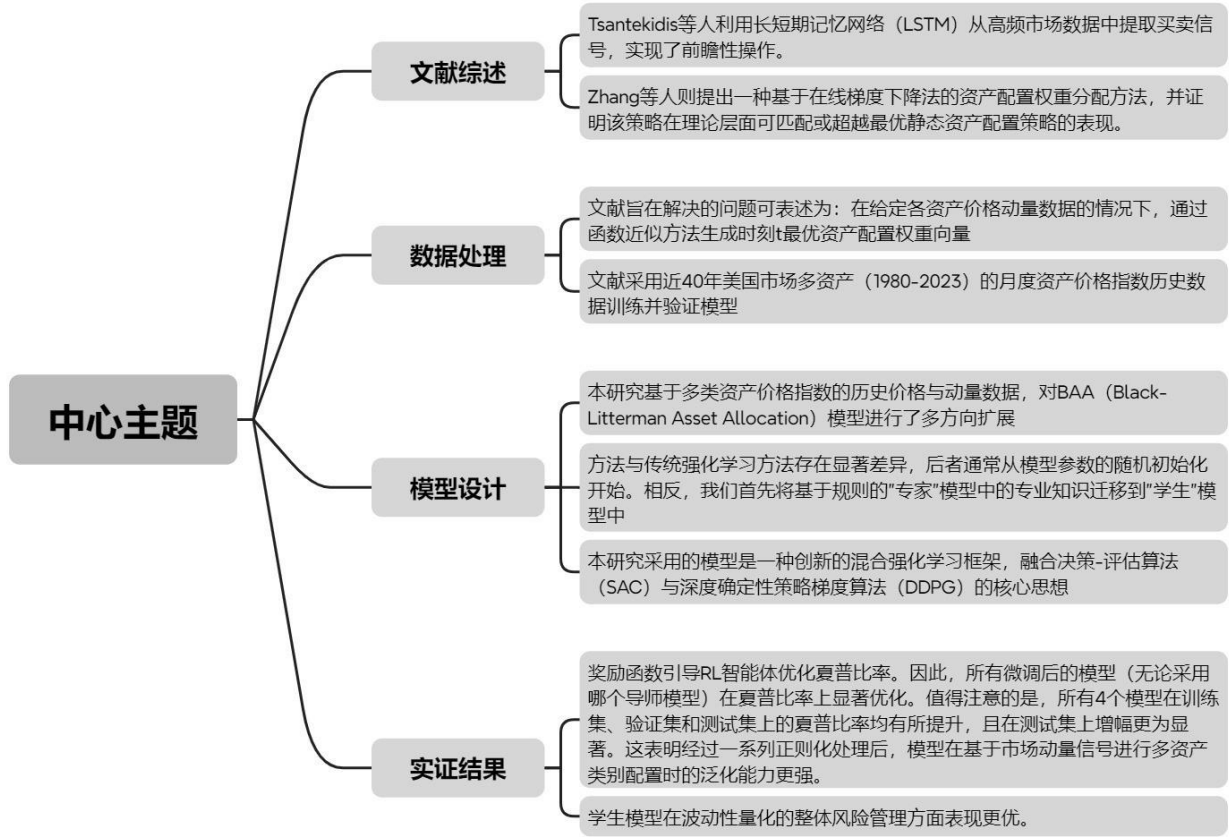 中心主题
文献综述
Tsantekidis等人利用长短期记忆网络（LSTM）从高频市场数据中提取买卖信
号，实现了前瞻性操作。
Zhang等人则提出一种基于在线梯度下降法的资产配置权重分配方法，并证
明该策略在理论层面可匹配或超越最优静态资产配置策略的表现。
数据处理
文献旨在解决的问题可表述为：在给定各资产价格动量数据的情况下，通过
函数近似方法生成时刻t最优资产配置权重向量
文献采用近40年美国市场多资产（1980-2023）的月度资产价格指数历史数
据训练并验证模型
模型设计
本研究基于多类资产价格指数的历史价格与动量数据，对BAA（Black-
Litterman Asset Allocation）模型进行了多方向扩展
方法与传统强化学习方法存在显著差异，后者通常从模型参数的随机初始化
开始。相反，我们首先将基于规则的"专家"模型中的专业知识迁移到"学生"模
型中
本研究采用的模型是一种创新的混合强化学习框架，融合决策-评估算法
（SAC）与深度确定性策略梯度算法（DDPG）的核心思想
实证结果
奖励函数引导RL智能体优化夏普比率。因此，所有微调后的模型（无论采用
哪个导师模型）在夏普比率上显著优化。值得注意的是，所有4个模型在训练
集、验证集和测试集上的夏普比率均有所提升，且在测试集上增幅更为显
著。这表明经过一系列正则化处理后，模型在基于市场动量信号进行多资产
类别配置时的泛化能力更强。
学生模型在波动性量化的整体风险管理方面表现更优。